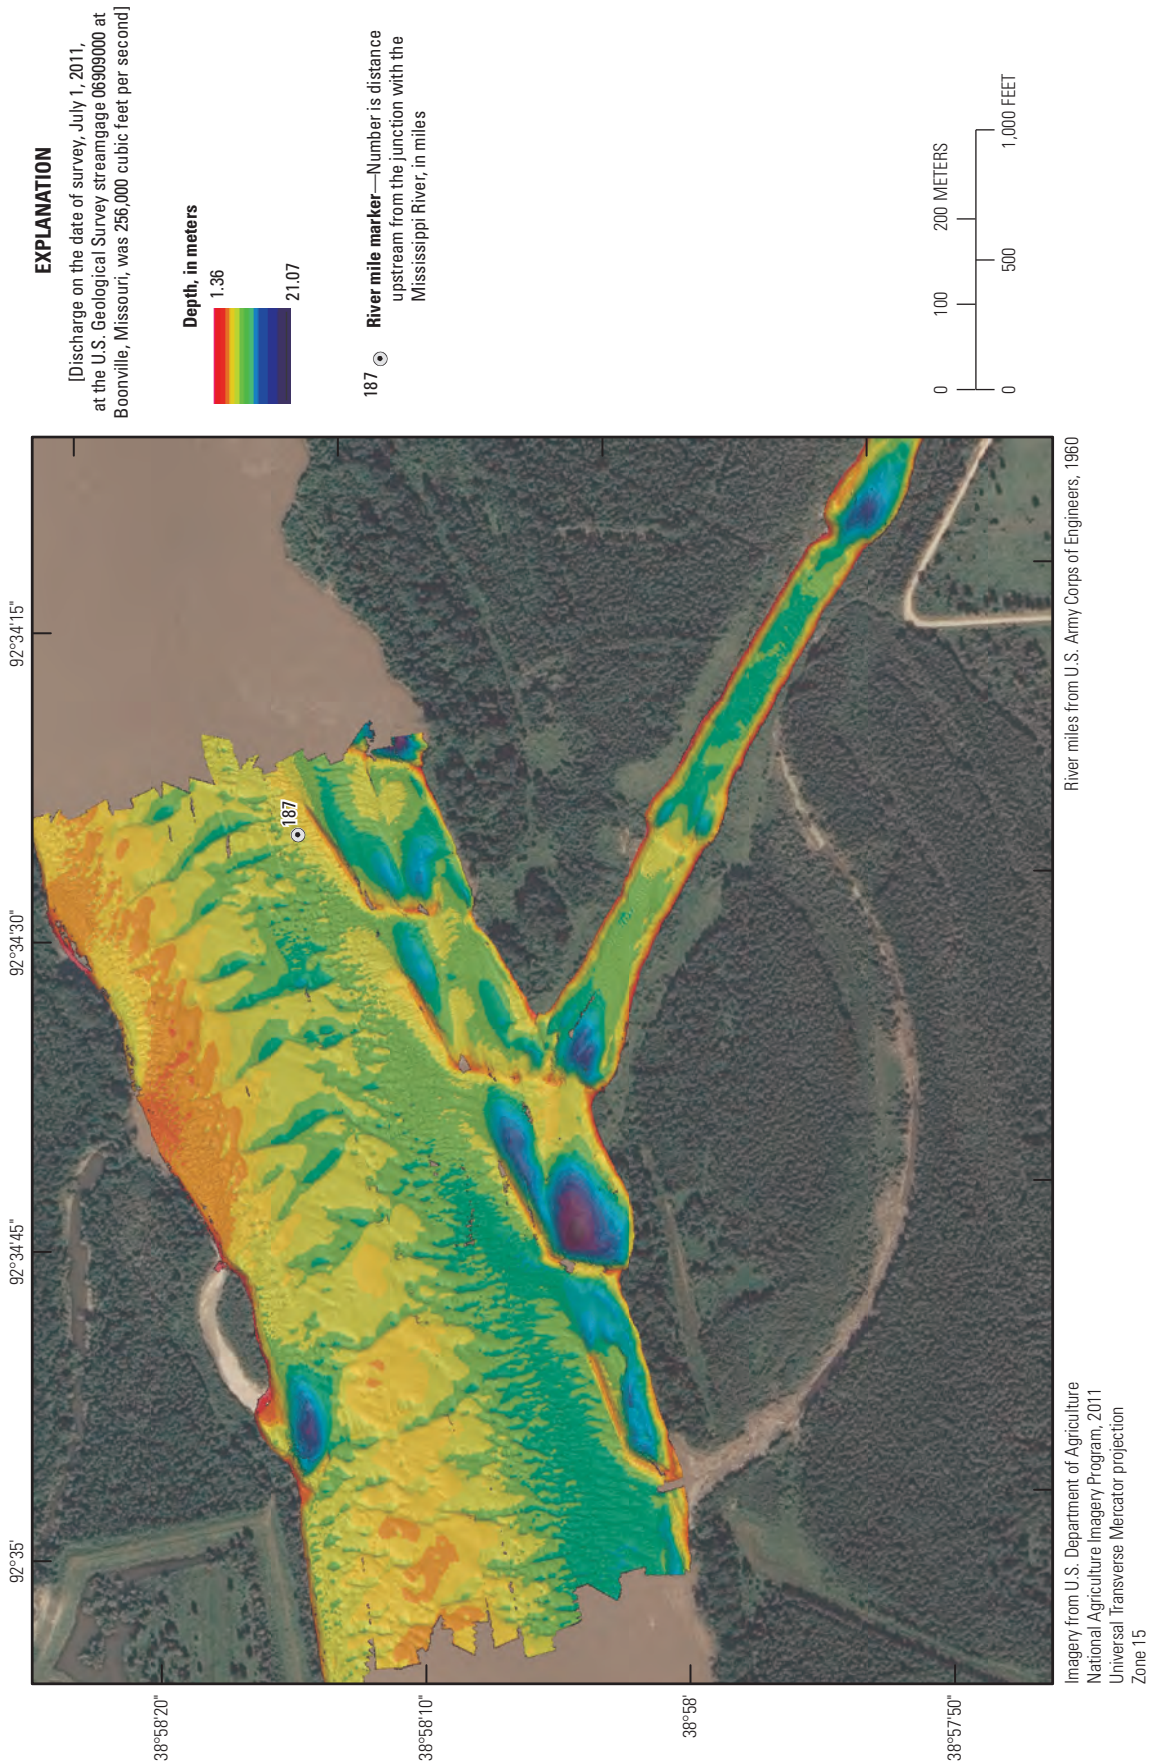 EXPLANATION
[Discharge on the date of survey, July 1, 2011,
at the U.S. Geological Survey streamgage 06909000 at
Boonville, Missouri, was 256,000 cubic feet per second]
Depth, in meters
1.36
21.07
187
River mile marker—Number is distance
upstream from the junction with the
Mississippi River, in miles
0 100 200 METERS
0 500 1,000 FEET
92°35' 92°34'45" 92°34'30" 92°34'15"
38°58'20"
38°58'10"
38°58'
38°57'50"
187
Imagery from U.S. Department of Agriculture
National Agriculture Imagery Program, 2011
Universal Transverse Mercator projection
Zone 15
River miles from U.S. Army Corps of Engineers, 1960